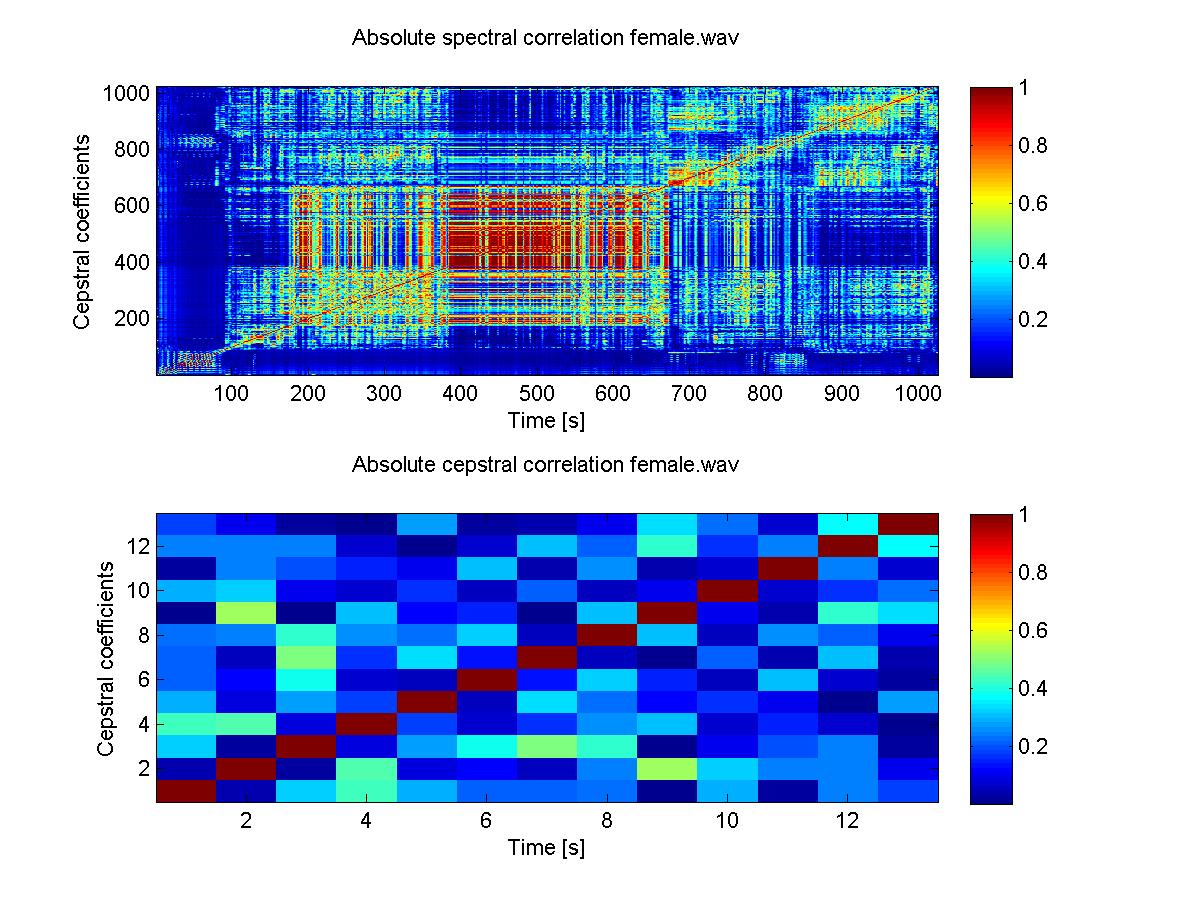 Absolute spectral correlation female.wav
Cepstral coefficients
1000
800
600
400
200
100 200 300 400 500 600 700 800 900 1000
Time [s]
1
0.8
0.6
0.4
0.2
Absolute cepstral correlation female.wav
Cepstral coefficients
12
10
8
6
4
2
2 4 6 8 10 12
Time [s]
1
0.8
0.6
0.4
0.2